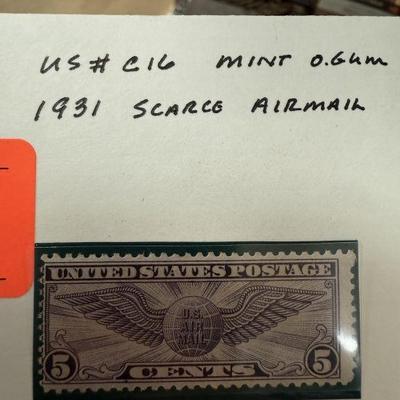 US # C16 MINT O.GUM
1931 SCARCE AIRMAIL
UNITED STATES POSTAGE
U.S.
AIR
MAIL
5 CENTS 5